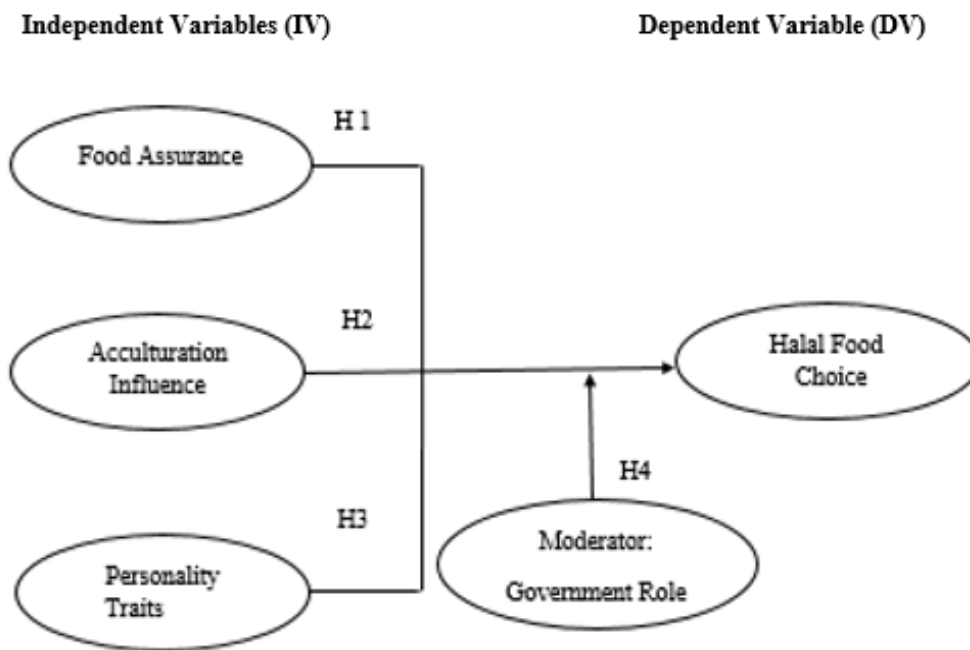 Independent Variables (IV)
Dependent Variable (DV)
H 1
Food Assurance
H2
Acculturation
Influence
Halal Food
Choice
H4
H3
Moderator:
Government Role
Personality
Traits